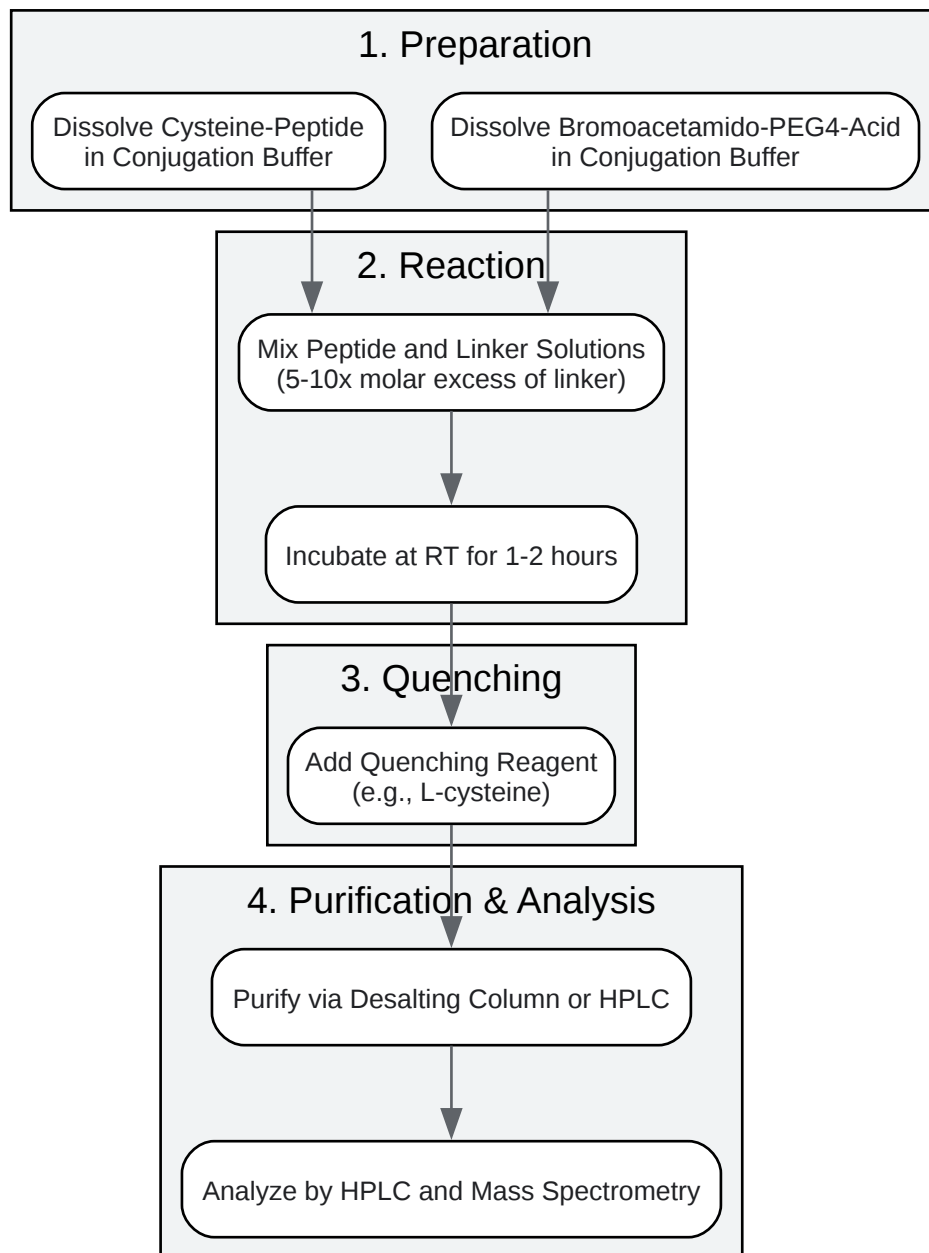 1. Preparation
Dissolve Cysteine-Peptide
in Conjugation Buffer
Dissolve Bromoacetamido-PEG4-Acid
in Conjugation Buffer
2. Reaction
Mix Peptide and Linker Solutions
(5-10x molar excess of linker)
Incubate at RT for 1-2 hours
3. Quenching
Add Quenching Reagent
(e.g., L-cysteine)
4. Purification & Analysis
Purify via Desalting Column or HPLC
Analyze by HPLC and Mass Spectrometry